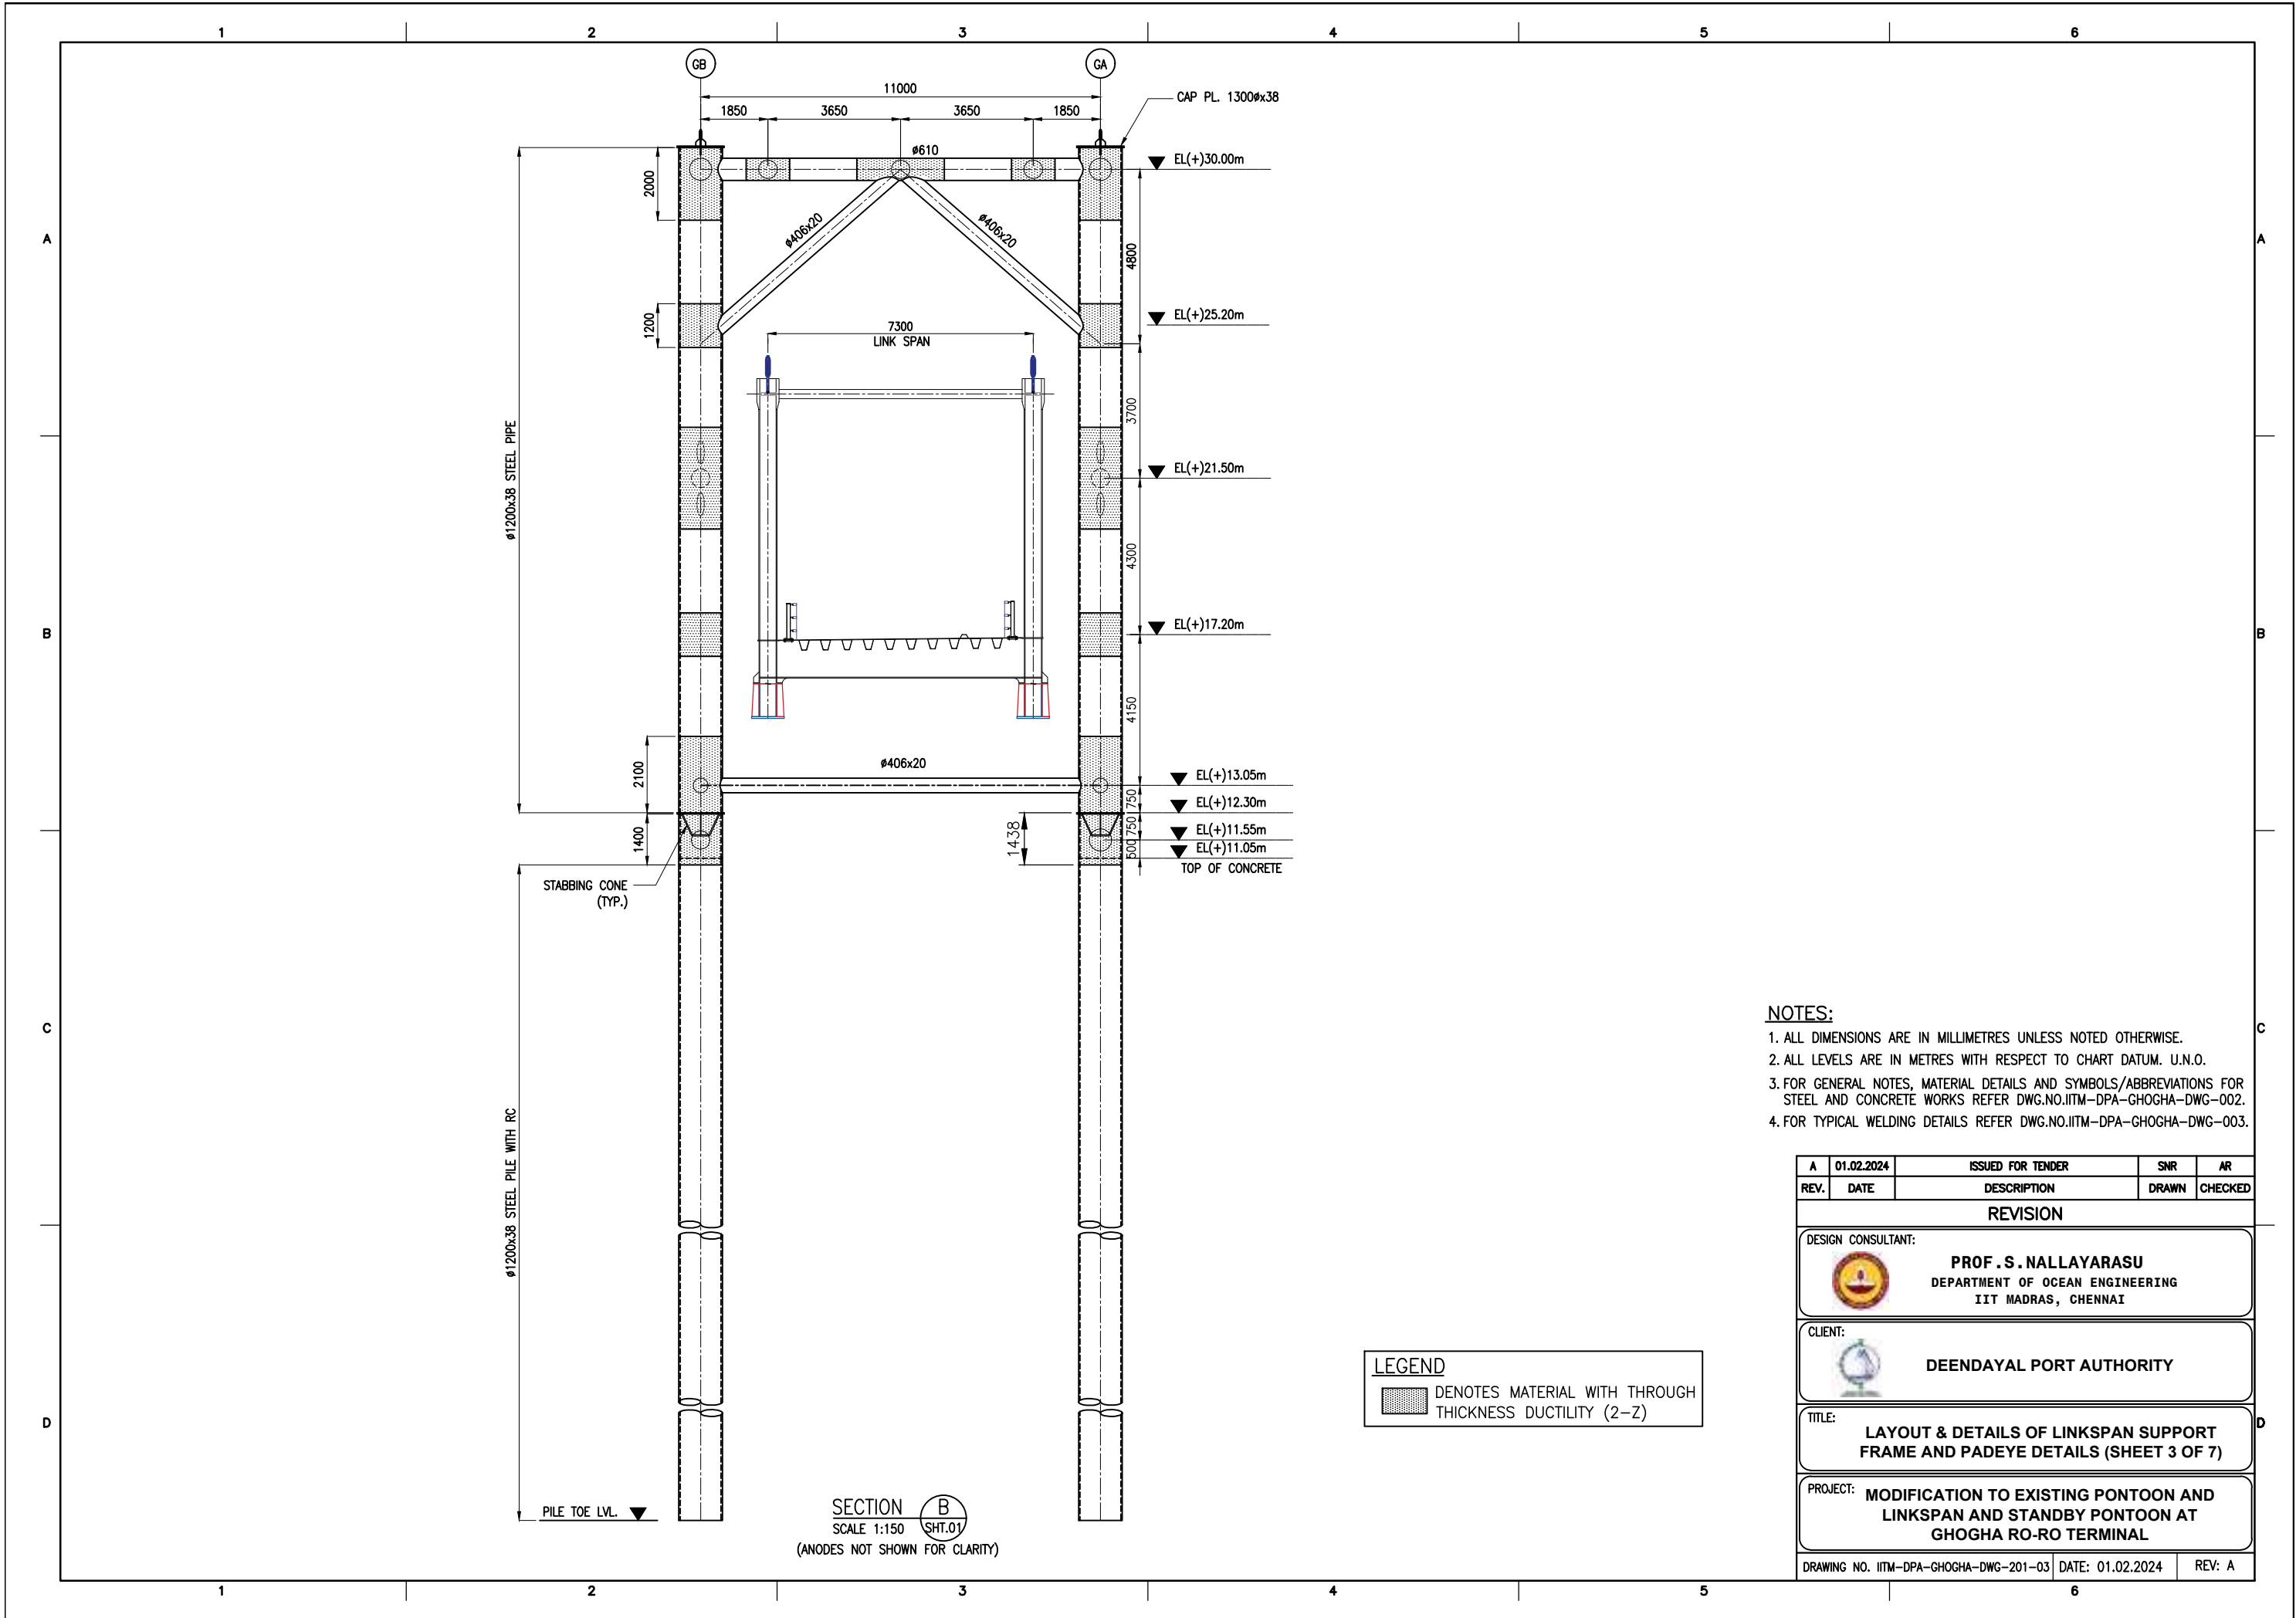 1 2 3 4 5 6
GB GA
11000
1850 3650 3650 1850
CAP PL. 1300øx38
ø610
EL(+)30.00m
2000
ø406x20 ø406x20
A A
4800
1200
EL(+)25.20m
7300
LINK SPAN
3700
ø1200x38 STEEL PIPE
EL(+)21.50m
4300
EL(+)17.20m
B B
4150
ø406x20
2100
EL(+)13.05m
750
EL(+)12.30m
1400
1438
750
EL(+)11.55m
500
EL(+)11.05m
TOP OF CONCRETE
STABBING CONE
(TYP.)
C C
ø1200x38 STEEL PILE WITH RC
NOTES:
1. ALL DIMENSIONS ARE IN MILLIMETRES UNLESS NOTED OTHERWISE.
2. ALL LEVELS ARE IN METRES WITH RESPECT TO CHART DATUM. U.N.O.
3. FOR GENERAL NOTES, MATERIAL DETAILS AND SYMBOLS/ABBREVIATIONS FOR
STEEL AND CONCRETE WORKS REFER DWG.NO.IITM-DPA-GHOGHA-DWG-002.
4. FOR TYPICAL WELDING DETAILS REFER DWG.NO.IITM-DPA-GHOGHA-DWG-003.
A 01.02.2024 ISSUED FOR TENDER SNR AR
REV. DATE DESCRIPTION DRAWN CHECKED
REVISION
DESIGN CONSULTANT:
PROF.S.NALLAYARASU
DEPARTMENT OF OCEAN ENGINEERING
IIT MADRAS, CHENNAI
CLIENT:
DEENDAYAL PORT AUTHORITY
LEGEND
DENOTES MATERIAL WITH THROUGH
THICKNESS DUCTILITY (2-Z)
D D
TITLE:
LAYOUT & DETAILS OF LINKSPAN SUPPORT
FRAME AND PADEYE DETAILS (SHEET 3 OF 7)
PROJECT: MODIFICATION TO EXISTING PONTOON AND
LINKSPAN AND STANDBY PONTOON AT
GHOGHA RO-RO TERMINAL
PILE TOE LVL.
SECTION B
SCALE 1:150 SHT.01
(ANODES NOT SHOWN FOR CLARITY)
DRAWING NO. IITM-DPA-GHOGHA-DWG-201-03 DATE: 01.02.2024 REV: A
1 2 3 4 5 6